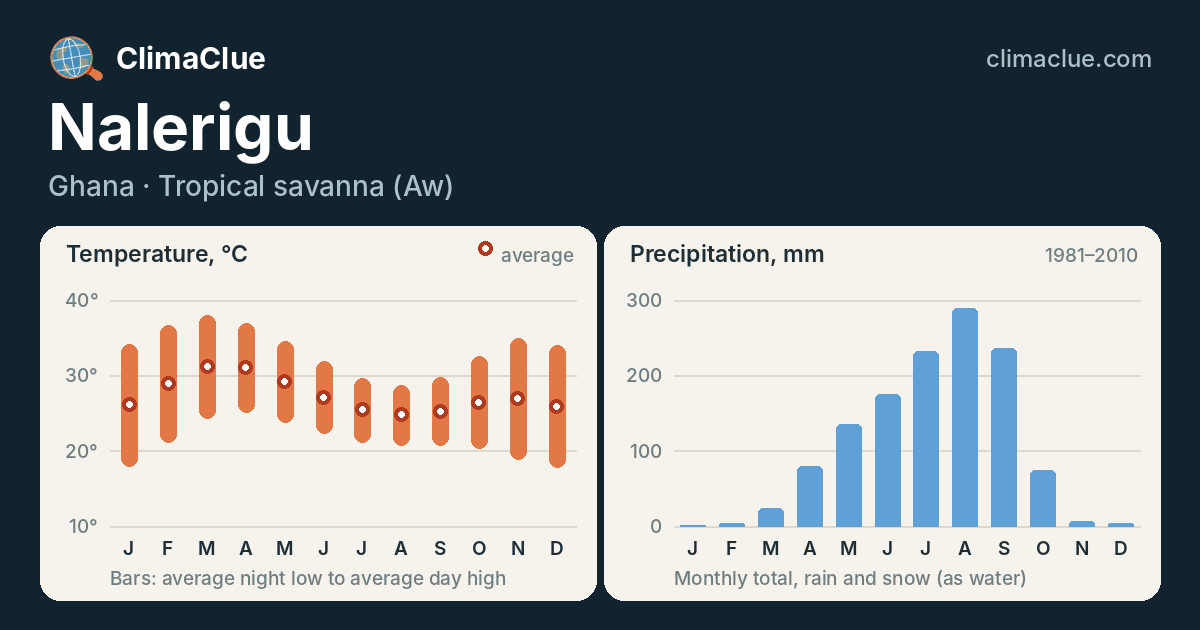 ClimaClue
climaclue.com
Nalerigu
Ghana · Tropical savanna (Aw)
Temperature, °C
average
40°
30°
20°
10°
J F M A M J J A S O N D
Bars: average night low to average day high
Precipitation, mm
1981–2010
300
200
100
0
J F M A M J J A S O N D
Monthly total, rain and snow (as water)